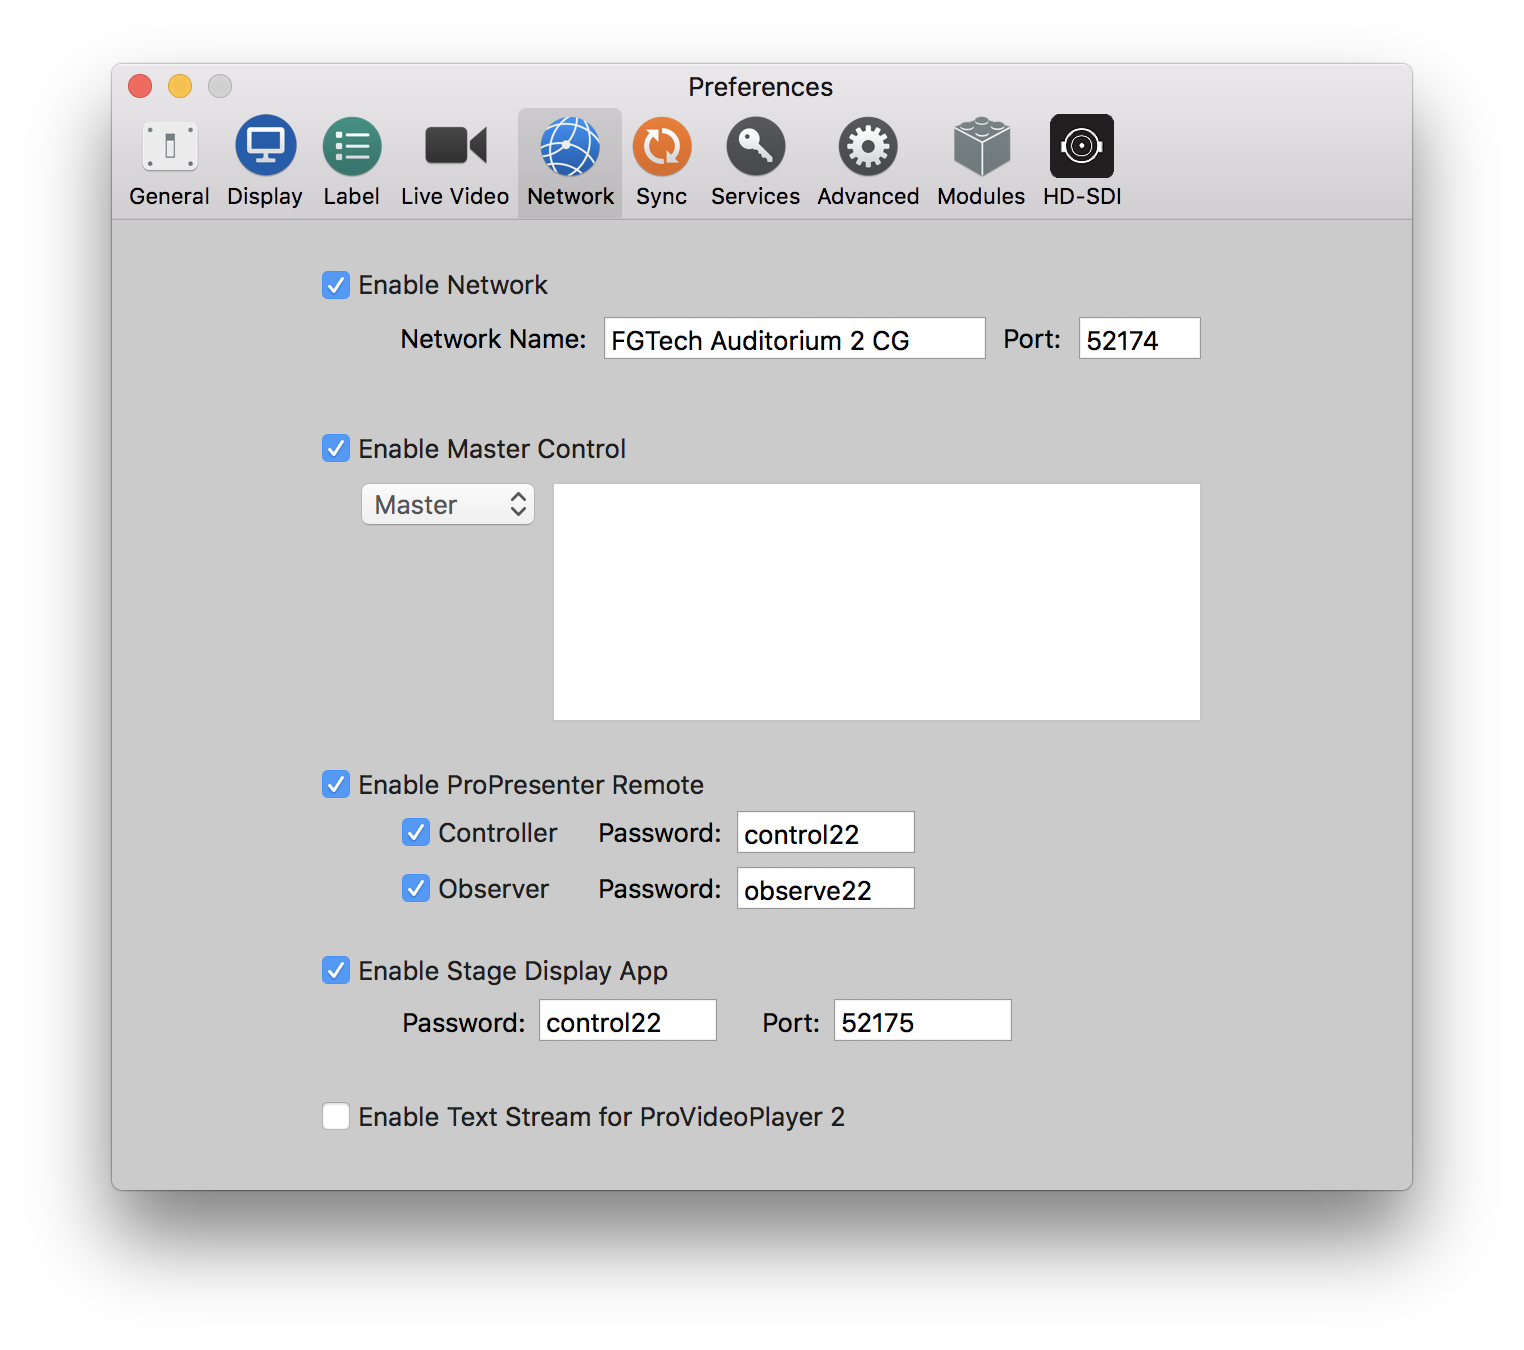 Preferences
General Display Label Live Video Network Sync Services Advanced Modules HD-SDI
Enable Network
Network Name: FGTech Auditorium 2 CG Port: 52174
Enable Master Control
Master
Enable ProPresenter Remote
Controller Password: control22
Observer Password: observe22
Enable Stage Display App
Password: control22 Port: 52175
Enable Text Stream for ProVideoPlayer 2